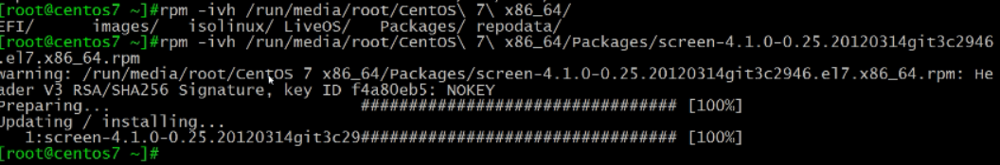 [root@centos7 ~]#rpm -ivh /run/media/root/CentOS\ 7\ x86_64/
EFI/ images/ isolinux/ LiveOS/ Packages/ repodata/
[root@centos7 ~]#rpm -ivh /run/media/root/CentOS\ 7\ x86_64/Packages/screen-4.1.0-0.25.20120314git3c2946
.el7.x86_64.rpm
warning: /run/media/root/CentOS 7 x86_64/Packages/screen-4.1.0-0.25.20120314git3c2946.el7.x86_64.rpm: He
ader V3 RSA/SHA256 Signature, key ID f4a80eb5: NOKEY
Preparing... ################################# [100%]
Updating / installing...
1:screen-4.1.0-0.25.20120314git3c29################################# [100%]
[root@centos7 ~]#